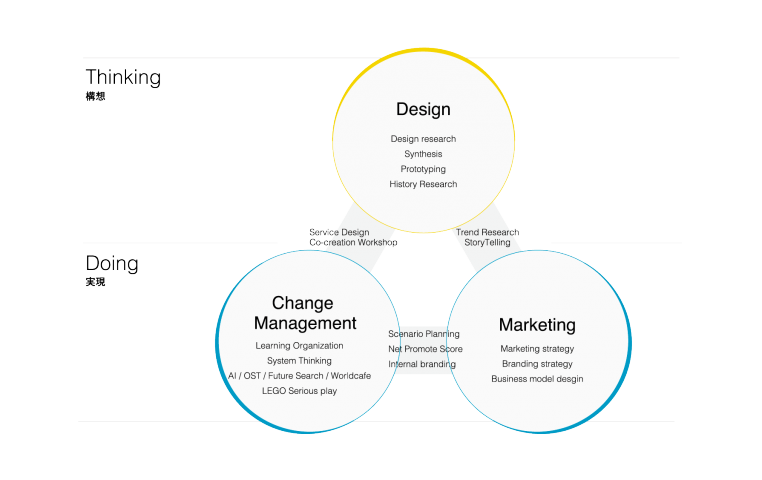 Thinking
構想
Design
Design research
Synthesis
Prototyping
History Research
Service Design
Co-creation Workshop
Trend Research
StoryTelling
Doing
実現
Change
Management
Learning Organization
System Thinking
AI / OST / Future Search / Worldcafe
LEGO Serious play
Scenario Planning
Net Promote Score
Internal branding
Marketing
Marketing strategy
Branding strategy
Business model desgin